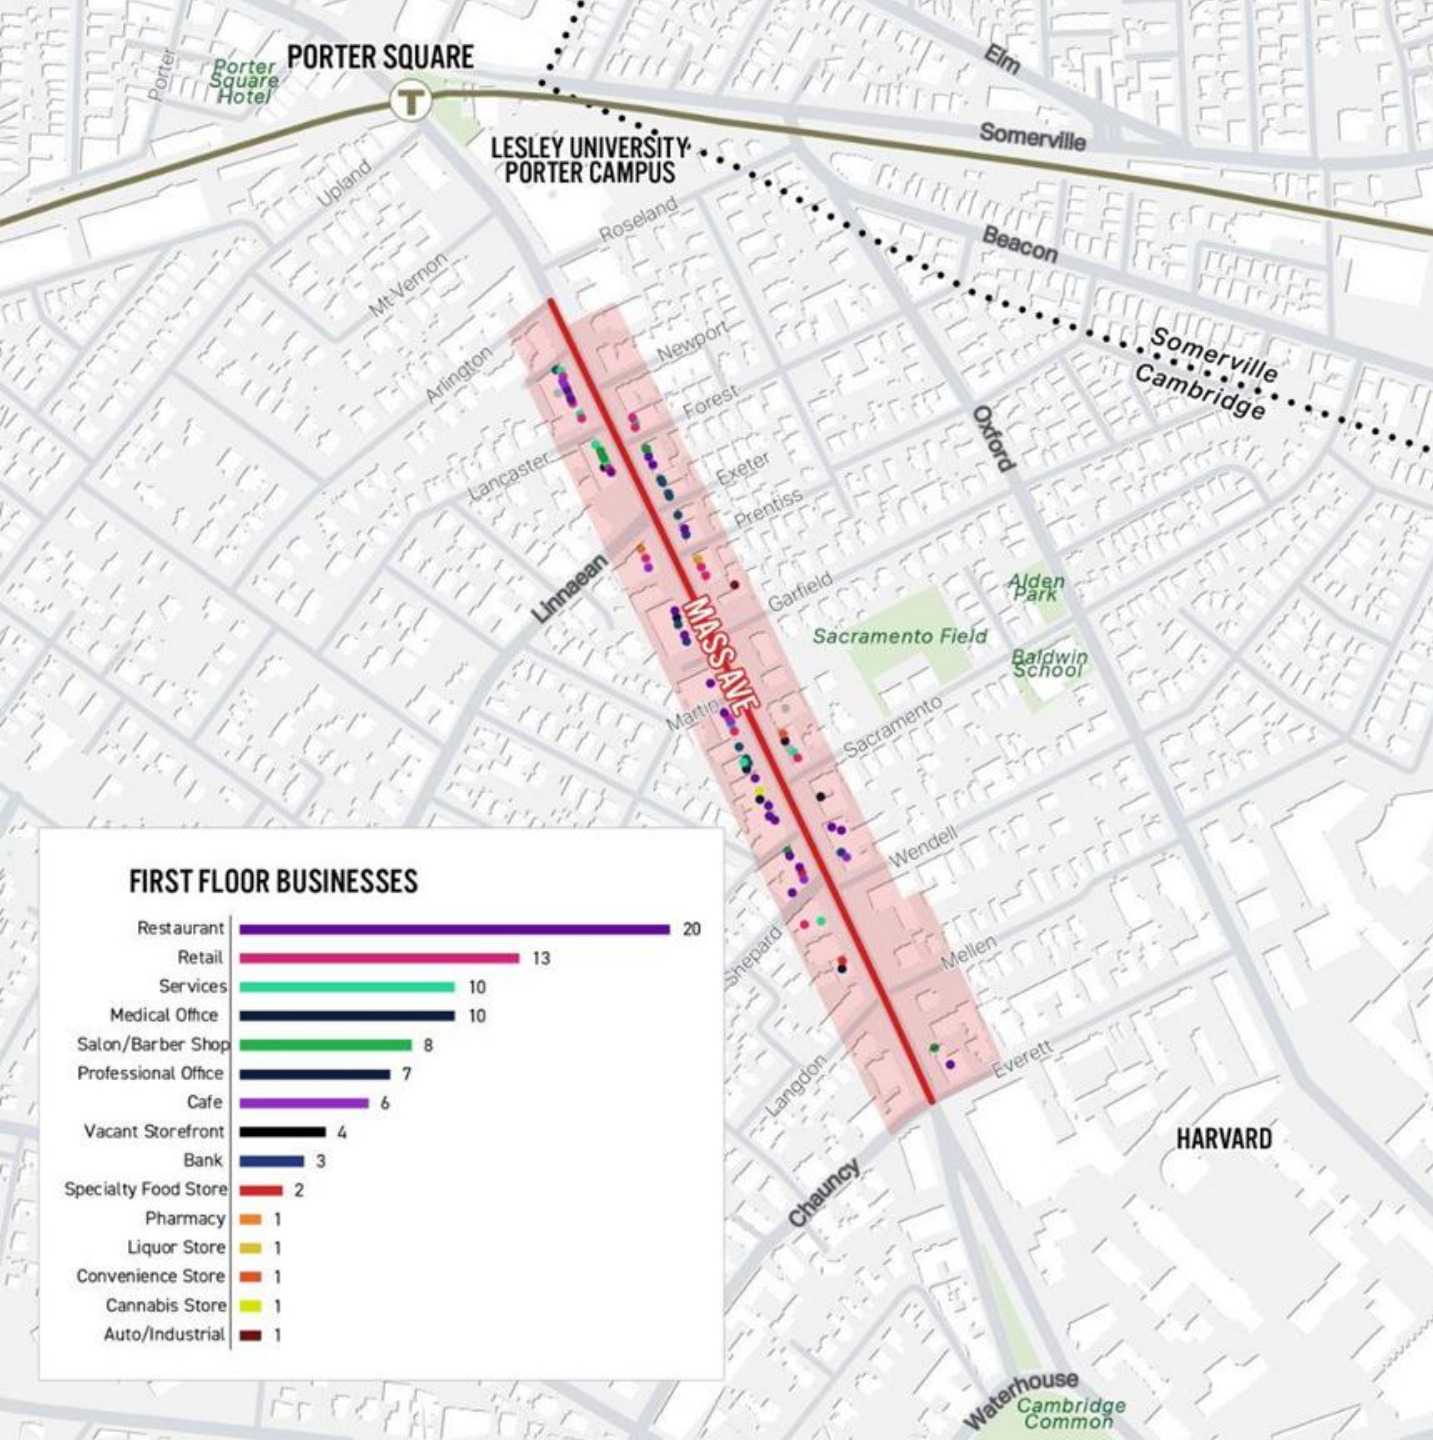 PORTER SQUARE
Porter
Porter
Square
Hotel
T
Elm
Somerville
LESLEY UNIVERSITY
PORTER CAMPUS
Upland
Roseland
Beacon
Mt Vernon
Newport
Somerville
Cambridge
Arlington
Forest
Oxford
Lancaster
Exeter
Prentiss
Linnaean
Garfield
Alden
Park
MASS AVE
Sacramento Field
Baldwin
School
Martin
Sacramento
Wendell
Shepard
Mellen
Langdon
Everett
HARVARD
Chauncy
Waterhouse
Cambridge
Common
FIRST FLOOR BUSINESSES
Restaurant 20
Retail 13
Services 10
Medical Office 10
Salon/Barber Shop 8
Professional Office 7
Cafe 6
Vacant Storefront 4
Bank 3
Specialty Food Store 2
Pharmacy 1
Liquor Store 1
Convenience Store 1
Cannabis Store 1
Auto/Industrial 1